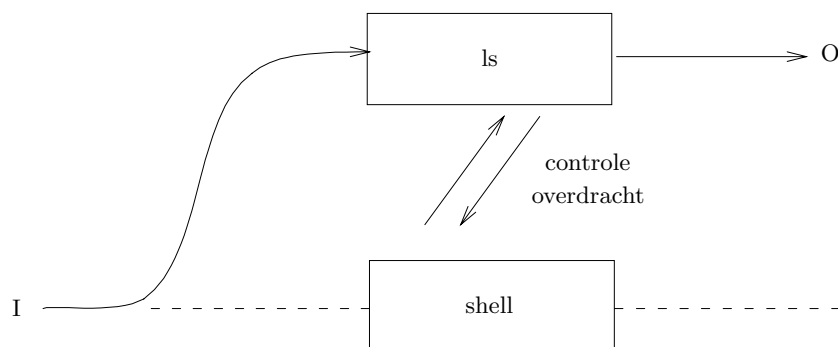 ls
O
controle
overdracht
I
shell